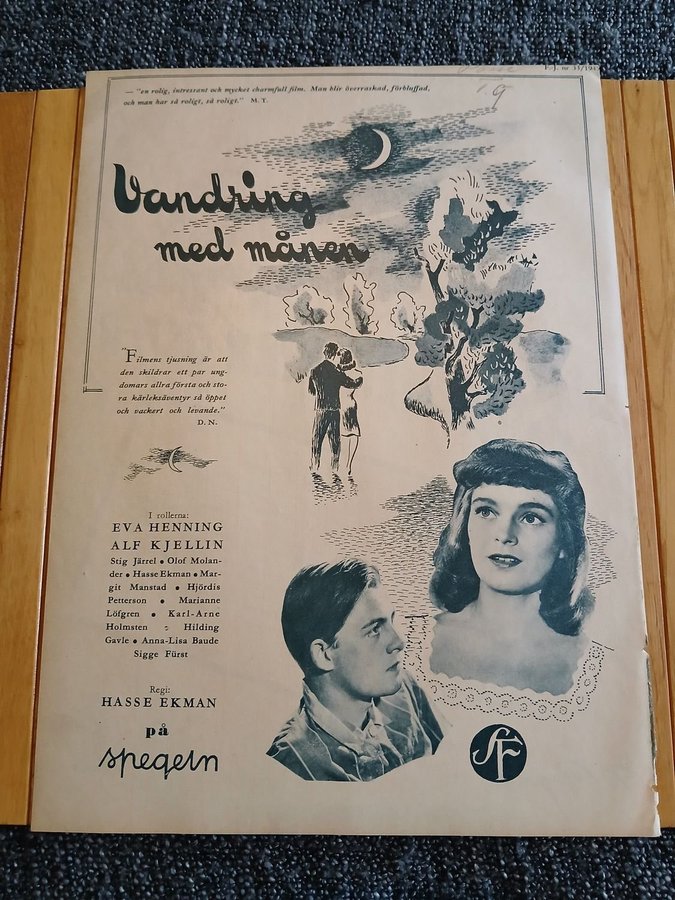 F. J. nr 35/194
— "en rolig, intressant och mycket charmfull film. Man blir överraskad, förbluffad,
och man har så roligt, så roligt." M. T.
Vandring
med månen
"Filmens tjusning är att
den skildrar ett par ung-
domars allra första och sto-
ra kärleksäventyr så öppet
och vackert och levande."
D. N.
I rollerna:
EVA HENNING
ALF KJELLIN
Stig Järrel • Olof Molan-
der • Hasse Ekman • Mar-
git Manstad • Hjördis
Petterson • Marianne
Löfgren • Karl-Arne
Holmsten • Hilding
Gavle • Anna-Lisa Baude
Sigge Fürst
Regi:
HASSE EKMAN
på
spegeln
SF